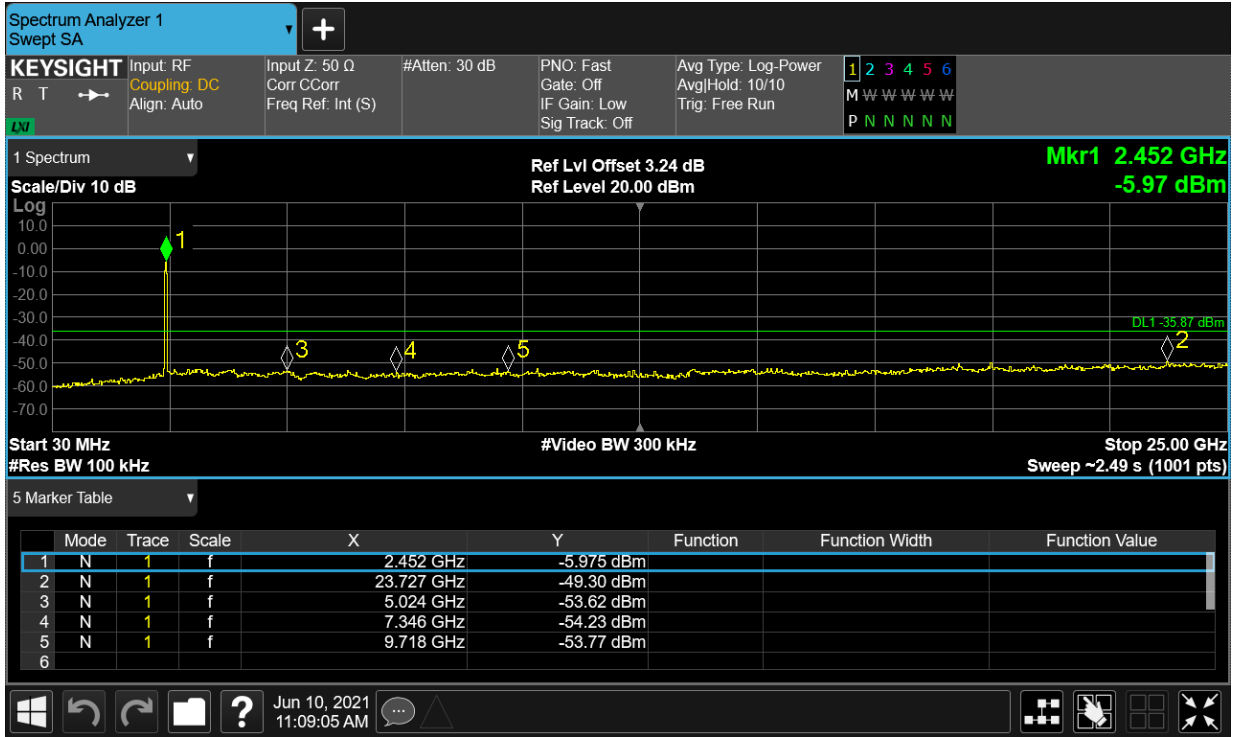 Spectrum Analyzer 1
Swept SA
KEYSIGHT
R T
LXI
Input: RF
Coupling: DC
Align: Auto
Input Z: 50 Ω
Corr CCorr
Freq Ref: Int (S)
#Atten: 30 dB
PNO: Fast
Gate: Off
IF Gain: Low
Sig Track: Off
Avg Type: Log-Power
Avg|Hold: 10/10
Trig: Free Run
1 2 3 4 5 6
M W W W W W
P N N N N N
1 Spectrum
Scale/Div 10 dB
Ref Lvl Offset 3.24 dB
Ref Level 20.00 dBm
Mkr1 2.452 GHz
-5.97 dBm
Log
10.0
0.00
-10.0
-20.0
-30.0
-40.0
-50.0
-60.0
-70.0
1
3
4
5
2
DL1 -35.87 dBm
Start 30 MHz
#Res BW 100 kHz
#Video BW 300 kHz
Stop 25.00 GHz
Sweep ~2.49 s (1001 pts)
5 Marker Table
Mode Trace Scale X Y Function Function Width Function Value
1 N 1 f 2.452 GHz -5.975 dBm
2 N 1 f 23.727 GHz -49.30 dBm
3 N 1 f 5.024 GHz -53.62 dBm
4 N 1 f 7.346 GHz -54.23 dBm
5 N 1 f 9.718 GHz -53.77 dBm
6
?
Jun 10, 2021
11:09:05 AM